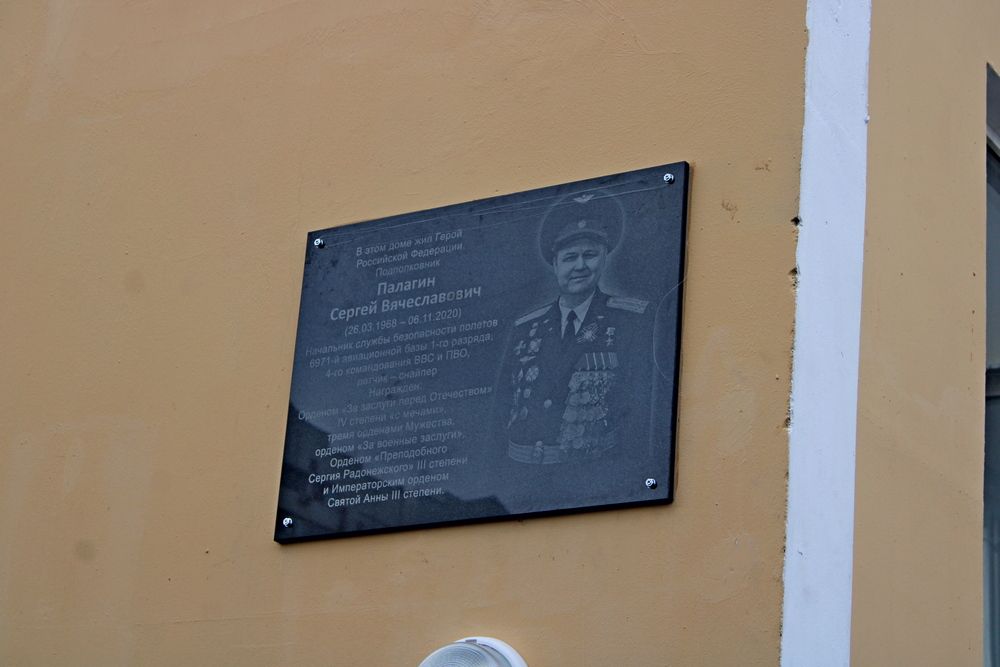 В этом доме жил Герой
Российской Федерации
Подполковник
Палагин
Сергей Вячеславович
(26.03.1968 – 06.11.2020)
Начальник службы безопасности полетов
6971-й авиационной базы 1-го разряда,
4-го командования ВВС и ПВО,
летчик – снайпер
Награжден:
Орденом «За заслуги перед Отечеством»
IV степени «с мечами»,
тремя орденами Мужества,
орденом «За военные заслуги»,
Орденом «Преподобного
Сергия Радонежского» III степени
и Императорским орденом
Святой Анны III степени.